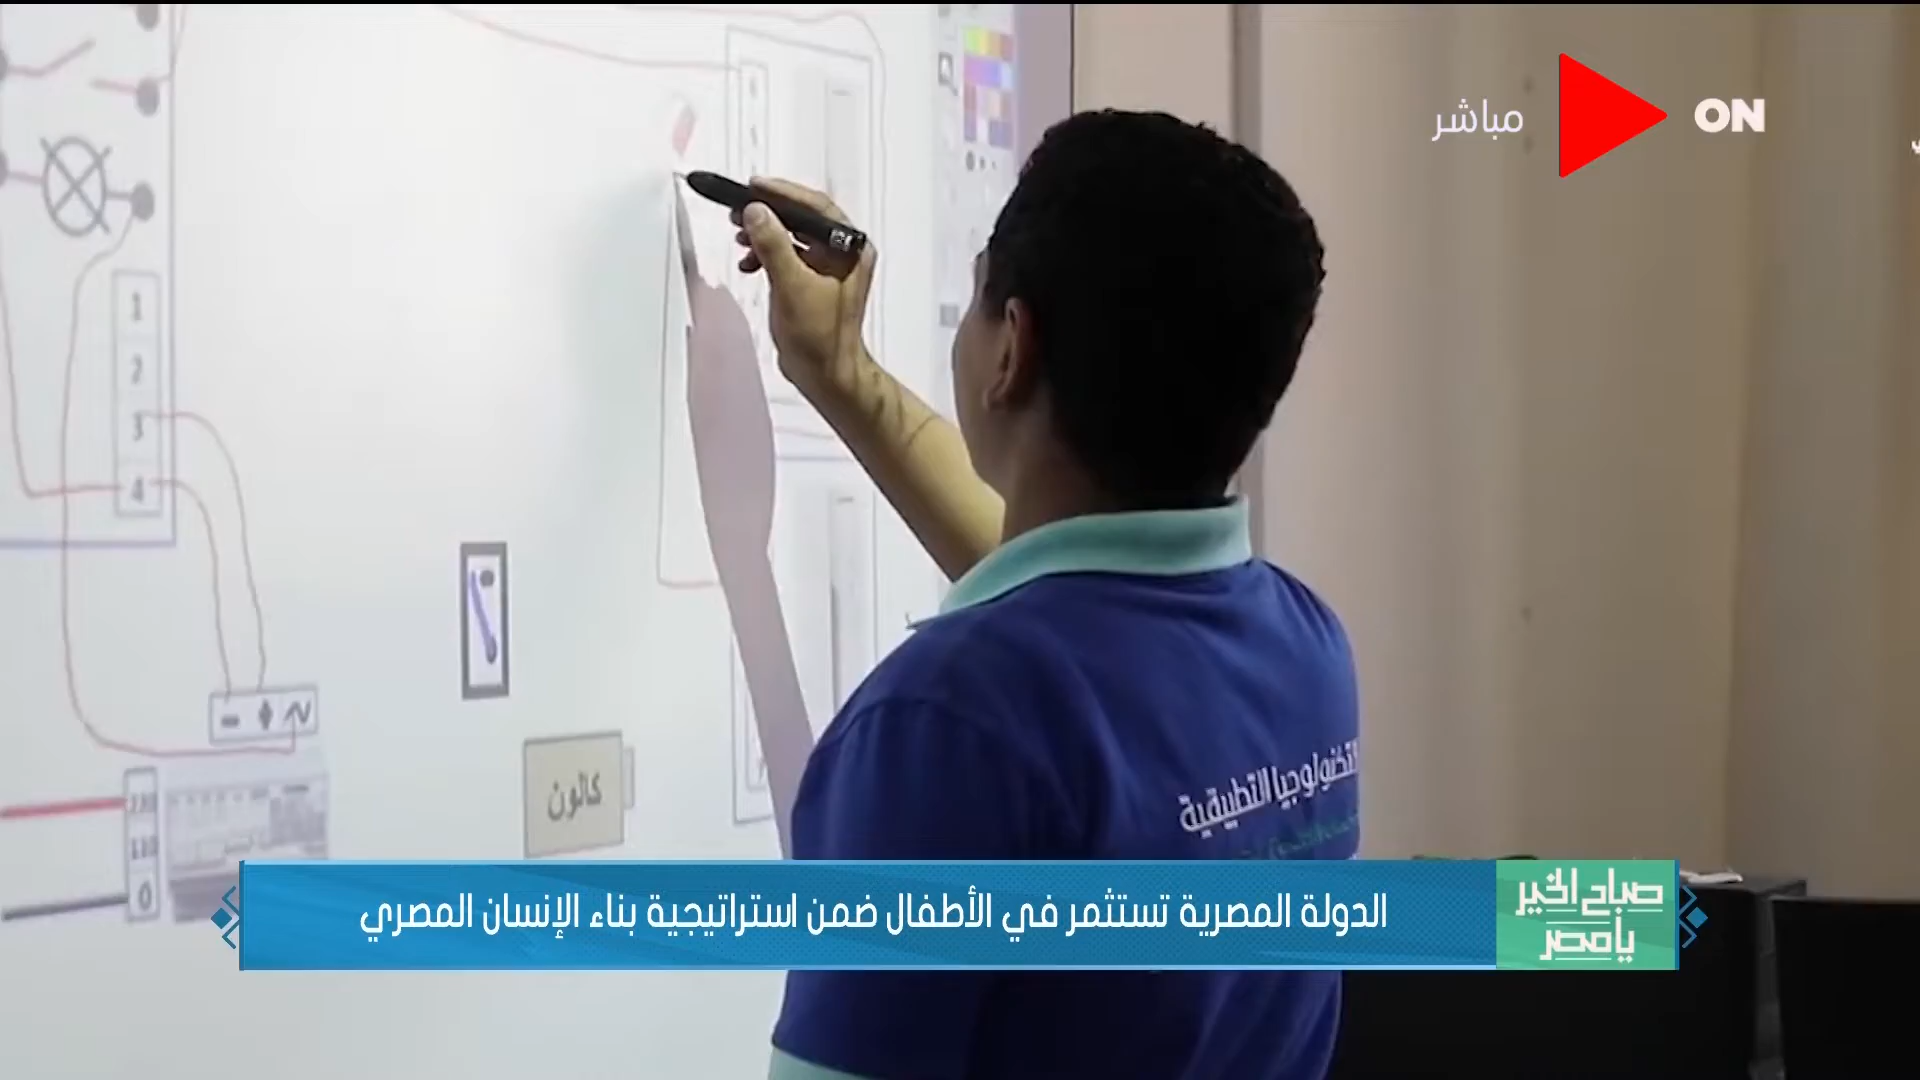 مباشر
ON
1
2
3
4
كالون
0
التكنولوجيا التطبيقية
الدولة المصرية تستثمر في الأطفال ضمن استراتيجية بناء الإنسان المصري
صباح الخير
يا مصر